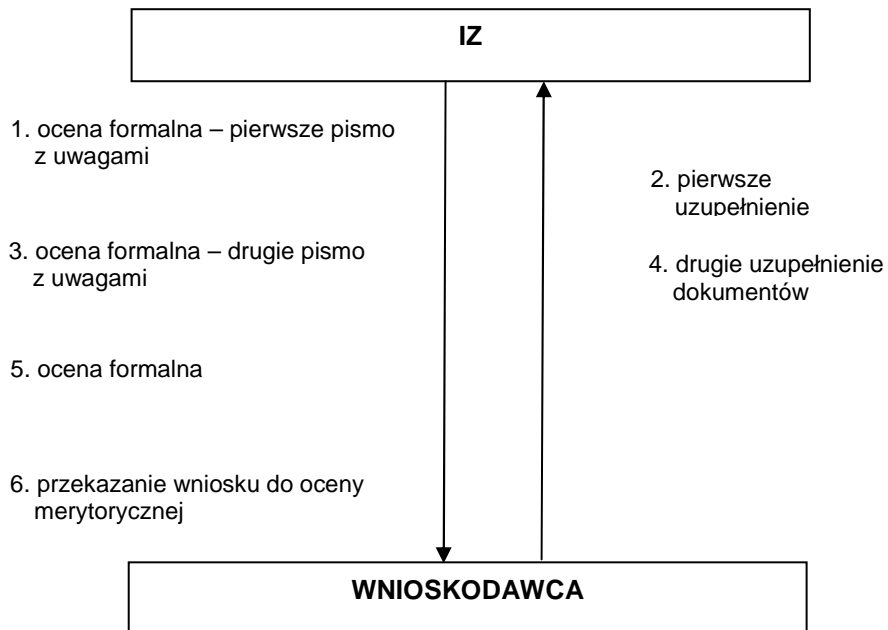 IZ
1. ocena formalna – pierwsze pismo
z uwagami
2. pierwsze
uzupełnienie
3. ocena formalna – drugie pismo
z uwagami
4. drugie uzupełnienie
dokumentów
5. ocena formalna
6. przekazanie wniosku do oceny
merytorycznej
WNIOSKODAWCA